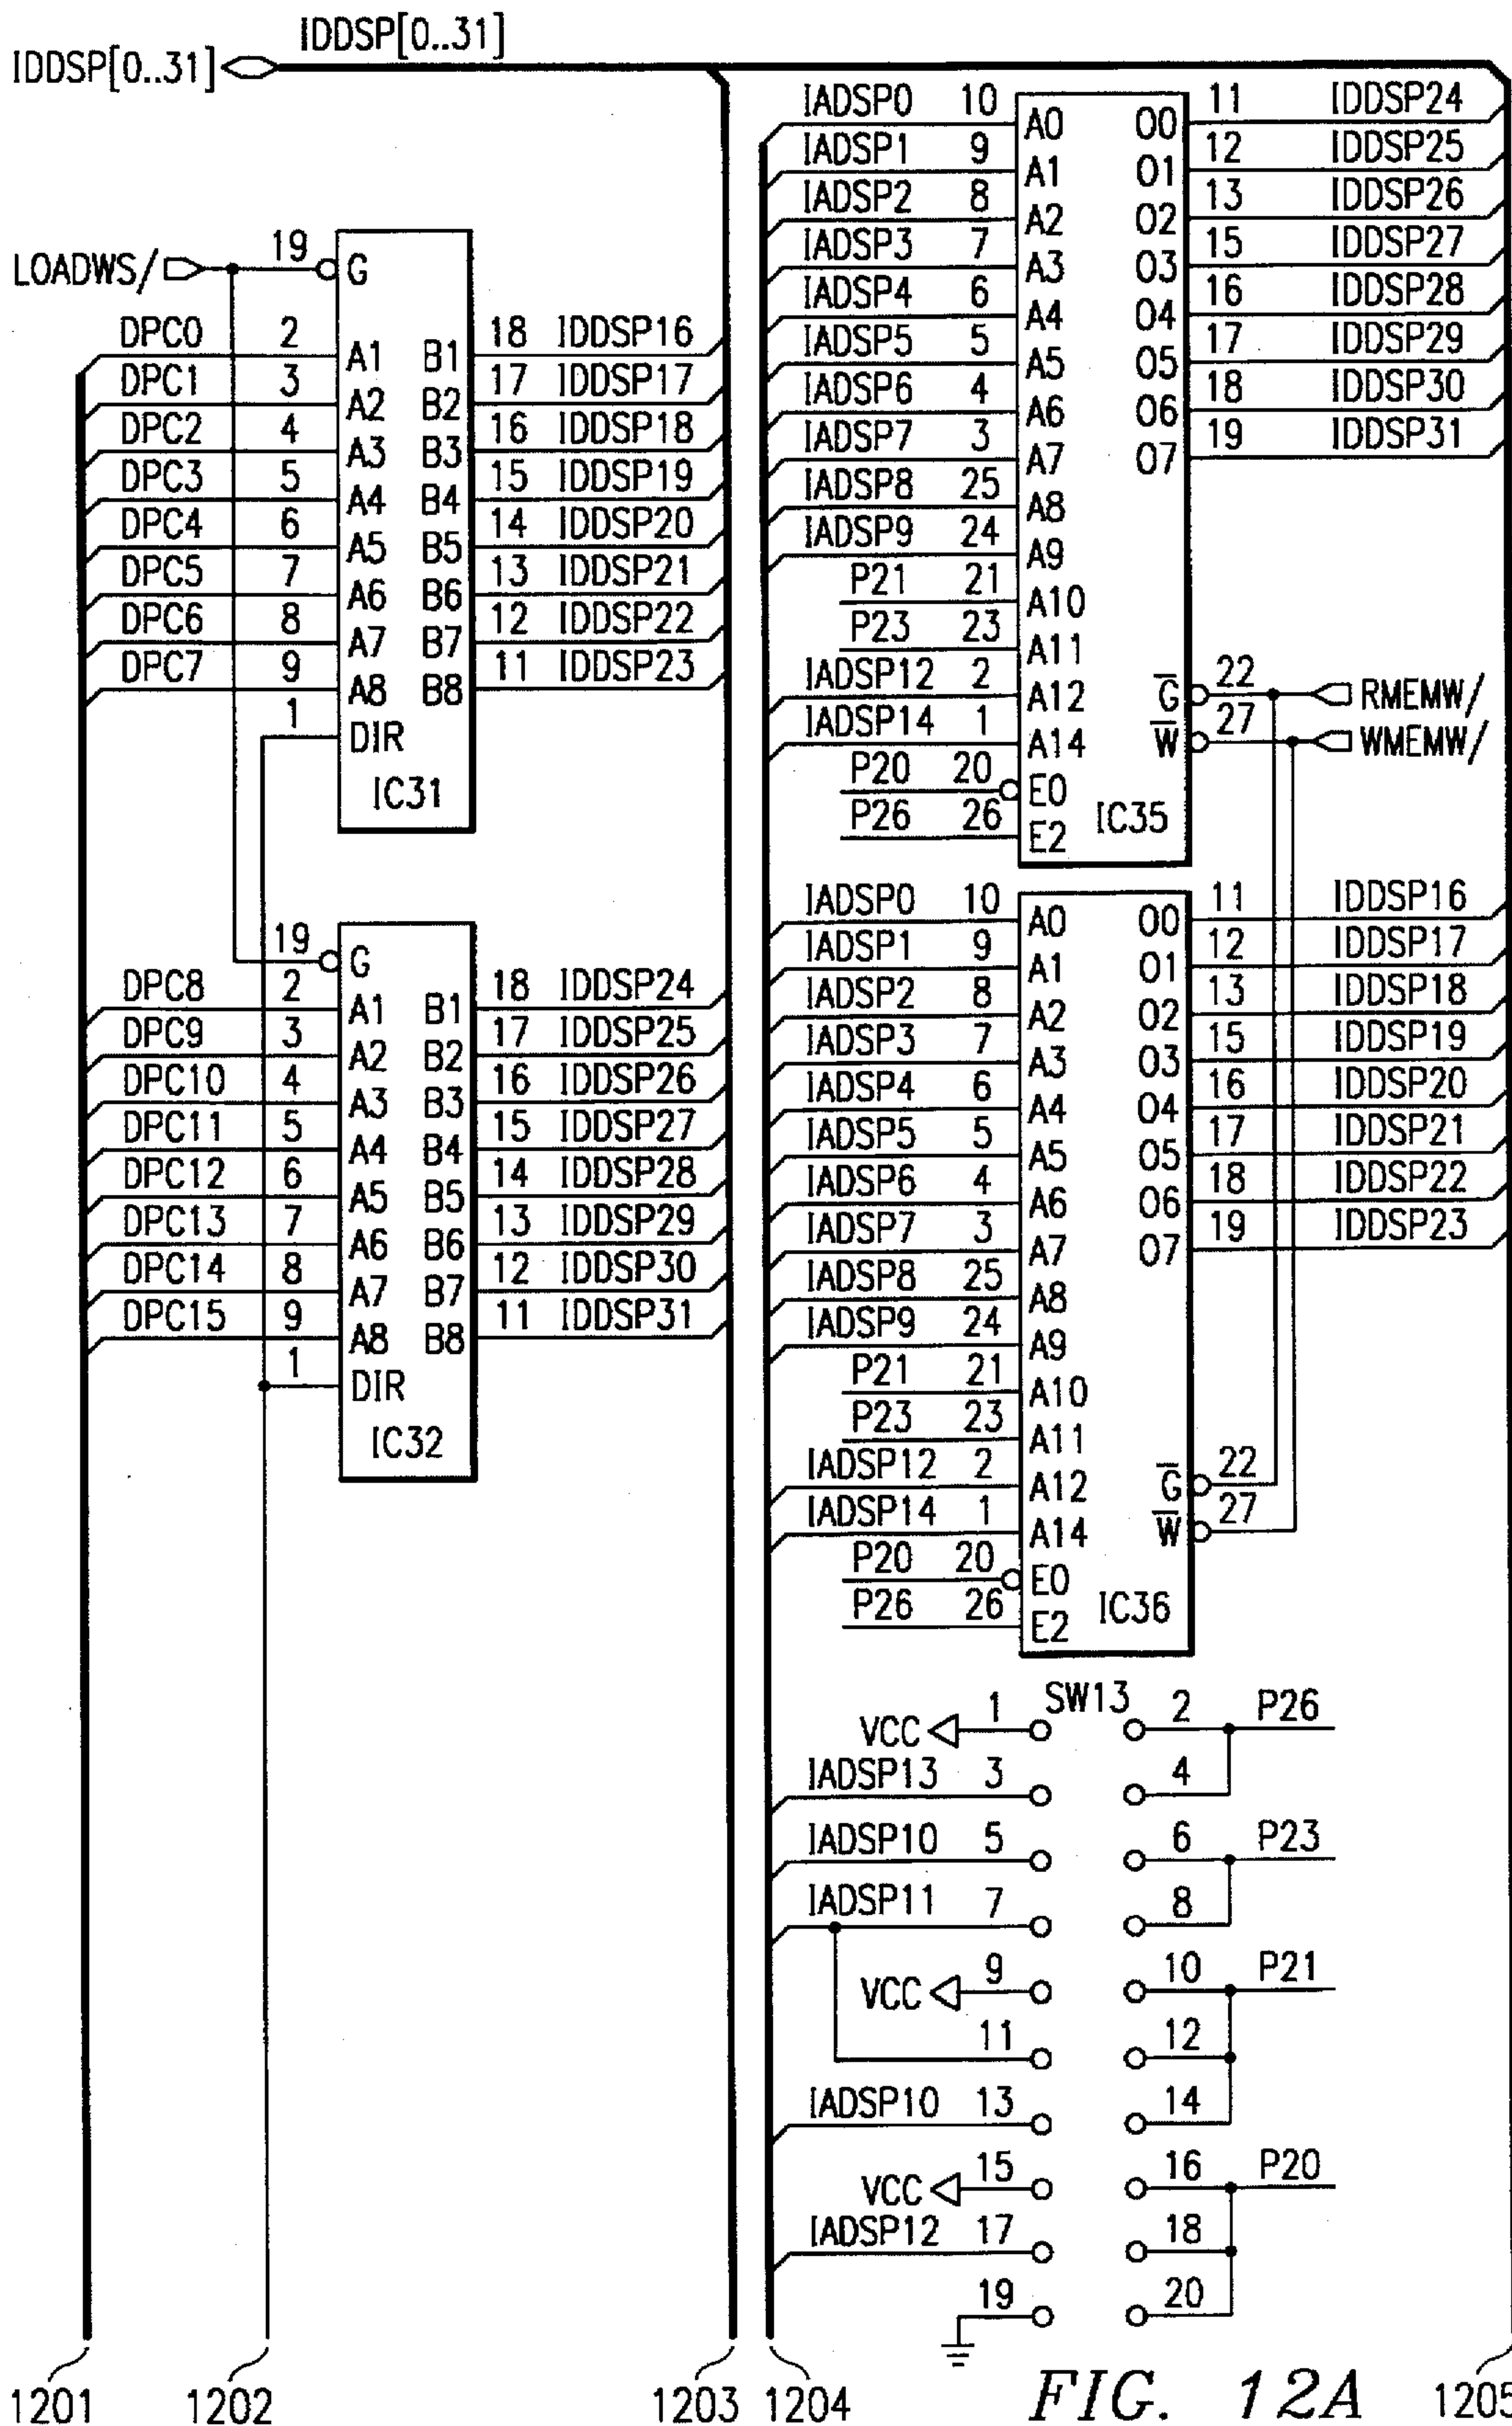 IDDSP[0..31]
IDDSP[0..31]
LOADWS/
19 G
DPC0 2 A1 B1 18 IDDSP16
DPC1 3 A2 B2 17 IDDSP17
DPC2 4 A3 B3 16 IDDSP18
DPC3 5 A4 B4 15 IDDSP19
DPC4 6 A5 B5 14 IDDSP20
DPC5 7 A6 B6 13 IDDSP21
DPC6 8 A7 B7 12 IDDSP22
DPC7 9 A8 B8 11 IDDSP23
1 DIR
IC31
19 G
DPC8 2 A1 B1 18 IDDSP24
DPC9 3 A2 B2 17 IDDSP25
DPC10 4 A3 B3 16 IDDSP26
DPC11 5 A4 B4 15 IDDSP27
DPC12 6 A5 B5 14 IDDSP28
DPC13 7 A6 B6 13 IDDSP29
DPC14 8 A7 B7 12 IDDSP30
DPC15 9 A8 B8 11 IDDSP31
1 DIR
IC32
IADSP0 10 A0 O0 11 IDDSP24
IADSP1 9 A1 O1 12 IDDSP25
IADSP2 8 A2 O2 13 IDDSP26
IADSP3 7 A3 O3 15 IDDSP27
IADSP4 6 A4 O4 16 IDDSP28
IADSP5 5 A5 O5 17 IDDSP29
IADSP6 4 A6 O6 18 IDDSP30
IADSP7 3 A7 O7 19 IDDSP31
IADSP8 25 A8
IADSP9 24 A9
P21 21 A10
P23 23 A11
IADSP12 2 A12 G̅ 22 RMEMW/
IADSP14 1 A14 W̅ 27 WMEMW/
P20 20 E0
P26 26 E2
IC35
IADSP0 10 A0 O0 11 IDDSP16
IADSP1 9 A1 O1 12 IDDSP17
IADSP2 8 A2 O2 13 IDDSP18
IADSP3 7 A3 O3 15 IDDSP19
IADSP4 6 A4 O4 16 IDDSP20
IADSP5 5 A5 O5 17 IDDSP21
IADSP6 4 A6 O6 18 IDDSP22
IADSP7 3 A7 O7 19 IDDSP23
IADSP8 25 A8
IADSP9 24 A9
P21 21 A10
P23 23 A11
IADSP12 2 A12 G̅ 22
IADSP14 1 A14 W̅ 27
P20 20 E0
P26 26 E2
IC36
SW13
VCC 1 2 P26
IADSP13 3 4
IADSP10 5 6 P23
IADSP11 7 8
VCC 9 10 P21
11 12
IADSP10 13 14
VCC 15 16 P20
IADSP12 17 18
19 20
1201 1202 1203 1204 1205
FIG. 12A